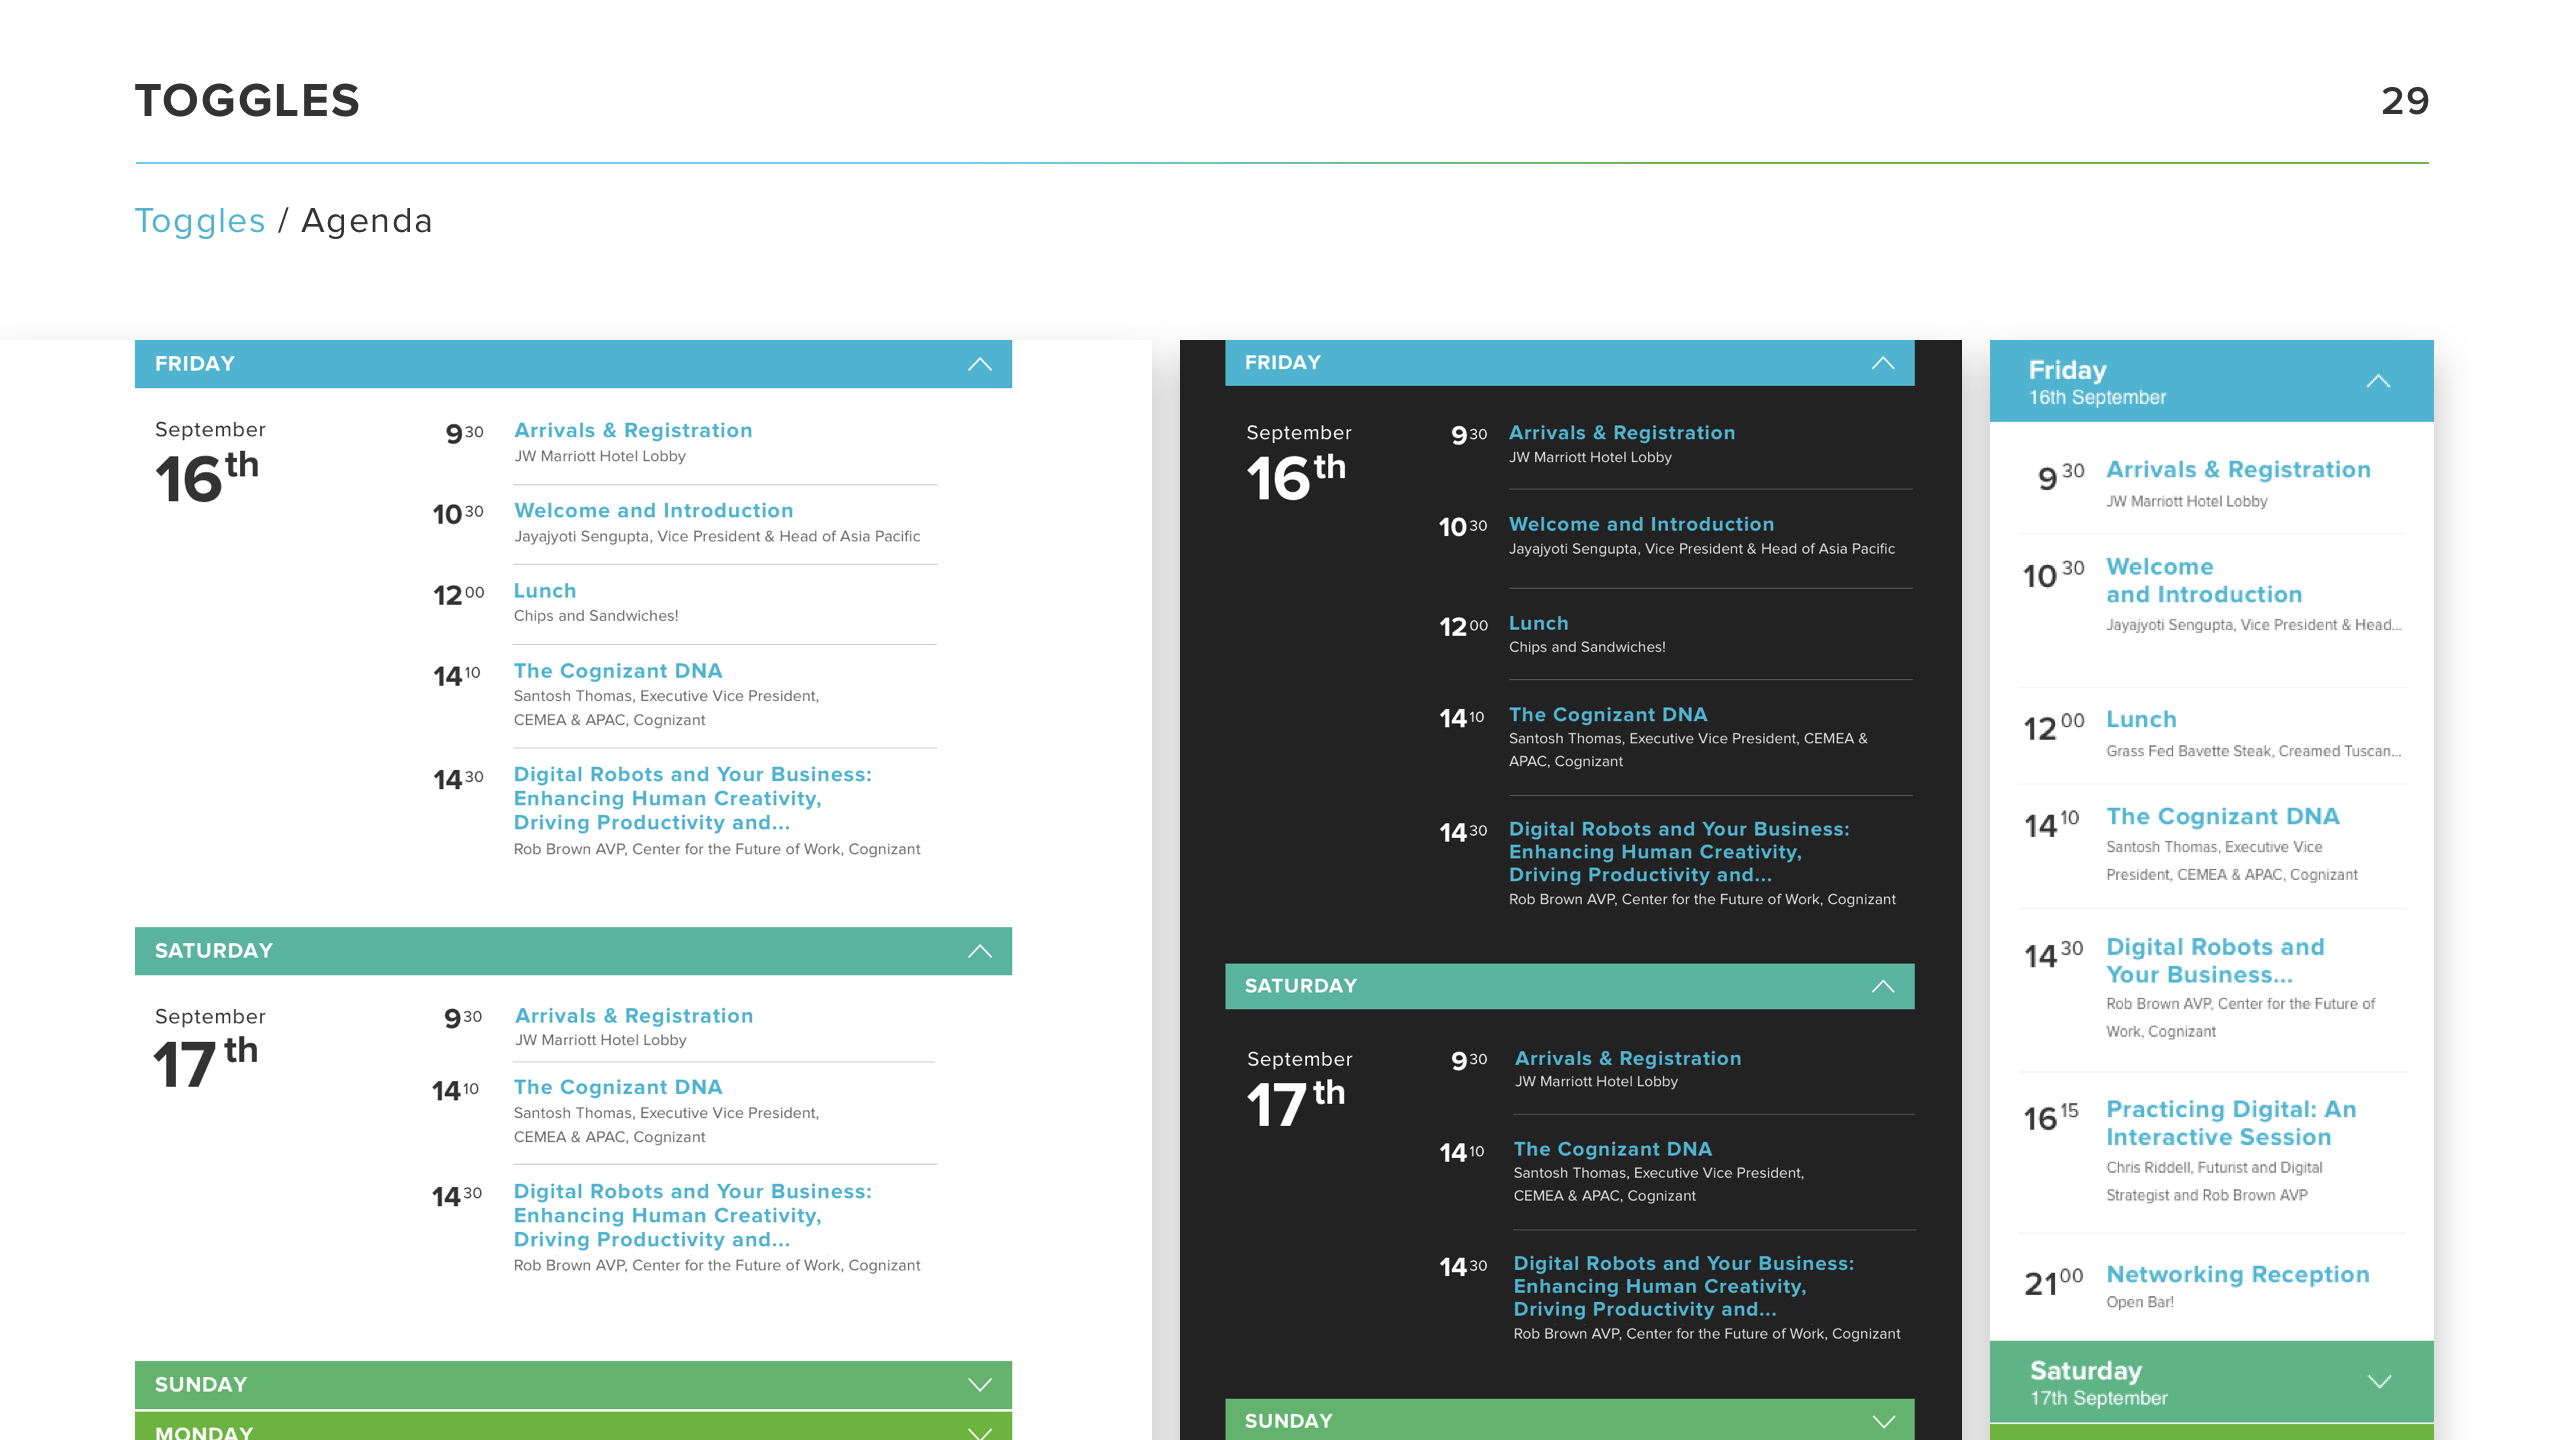 TOGGLES
29
Toggles / Agenda
FRIDAY
September
16th
9 30
Arrivals & Registration
JW Marriott Hotel Lobby
10 30
Welcome and Introduction
Jayajyoti Sengupta, Vice President & Head of Asia Pacific
12 00
Lunch
Chips and Sandwiches!
14 10
The Cognizant DNA
Santosh Thomas, Executive Vice President,
CEMEA & APAC, Cognizant
14 30
Digital Robots and Your Business:
Enhancing Human Creativity,
Driving Productivity and...
Rob Brown AVP, Center for the Future of Work, Cognizant
SATURDAY
September
17th
9 30
Arrivals & Registration
JW Marriott Hotel Lobby
14 10
The Cognizant DNA
Santosh Thomas, Executive Vice President,
CEMEA & APAC, Cognizant
14 30
Digital Robots and Your Business:
Enhancing Human Creativity,
Driving Productivity and...
Rob Brown AVP, Center for the Future of Work, Cognizant
SUNDAY
MONDAY
FRIDAY
September
16th
9 30
Arrivals & Registration
JW Marriott Hotel Lobby
10 30
Welcome and Introduction
Jayajyoti Sengupta, Vice President & Head of Asia Pacific
12 00
Lunch
Chips and Sandwiches!
14 10
The Cognizant DNA
Santosh Thomas, Executive Vice President, CEMEA &
APAC, Cognizant
14 30
Digital Robots and Your Business:
Enhancing Human Creativity,
Driving Productivity and...
Rob Brown AVP, Center for the Future of Work, Cognizant
SATURDAY
September
17th
9 30
Arrivals & Registration
JW Marriott Hotel Lobby
14 10
The Cognizant DNA
Santosh Thomas, Executive Vice President,
CEMEA & APAC, Cognizant
14 30
Digital Robots and Your Business:
Enhancing Human Creativity,
Driving Productivity and...
Rob Brown AVP, Center for the Future of Work, Cognizant
SUNDAY
Friday
16th September
9 30
Arrivals & Registration
JW Marriott Hotel Lobby
10 30
Welcome
and Introduction
Jayajyoti Sengupta, Vice President & Head...
12 00
Lunch
Grass Fed Bavette Steak, Creamed Tuscan...
14 10
The Cognizant DNA
Santosh Thomas, Executive Vice
President, CEMEA & APAC, Cognizant
14 30
Digital Robots and
Your Business...
Rob Brown AVP, Center for the Future of
Work, Cognizant
16 15
Practicing Digital: An
Interactive Session
Chris Riddell, Futurist and Digital
Strategist and Rob Brown AVP
21 00
Networking Reception
Open Bar!
Saturday
17th September